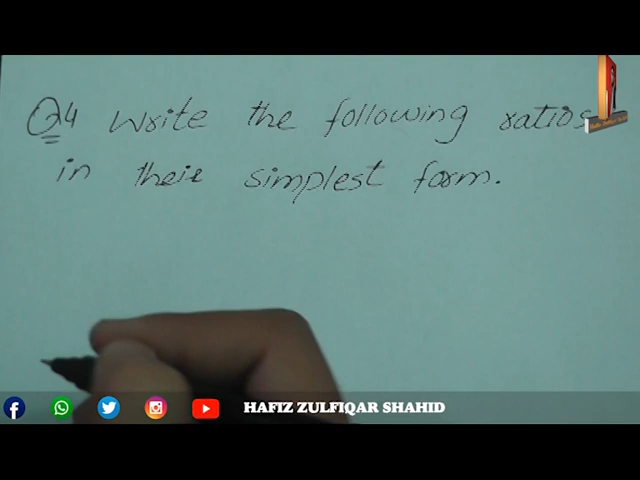 Q4 Write the following ratios
in their simplest form.
HAFIZ ZULFIQAR SHAHID